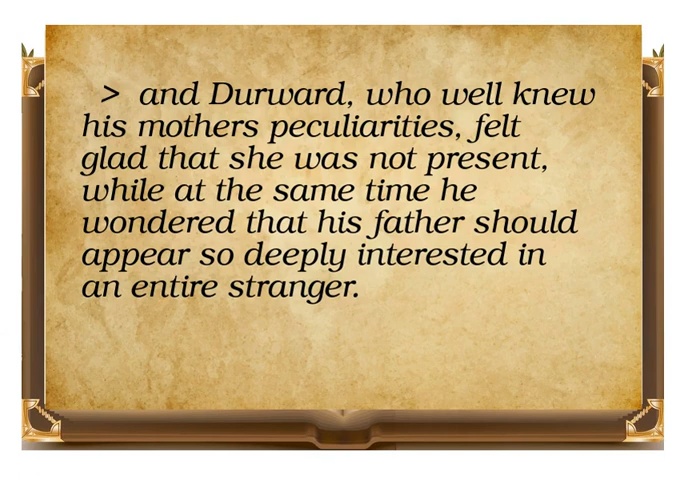 > and Durward, who well knew
his mothers peculiarities, felt
glad that she was not present,
while at the same time he
wondered that his father should
appear so deeply interested in
an entire stranger.